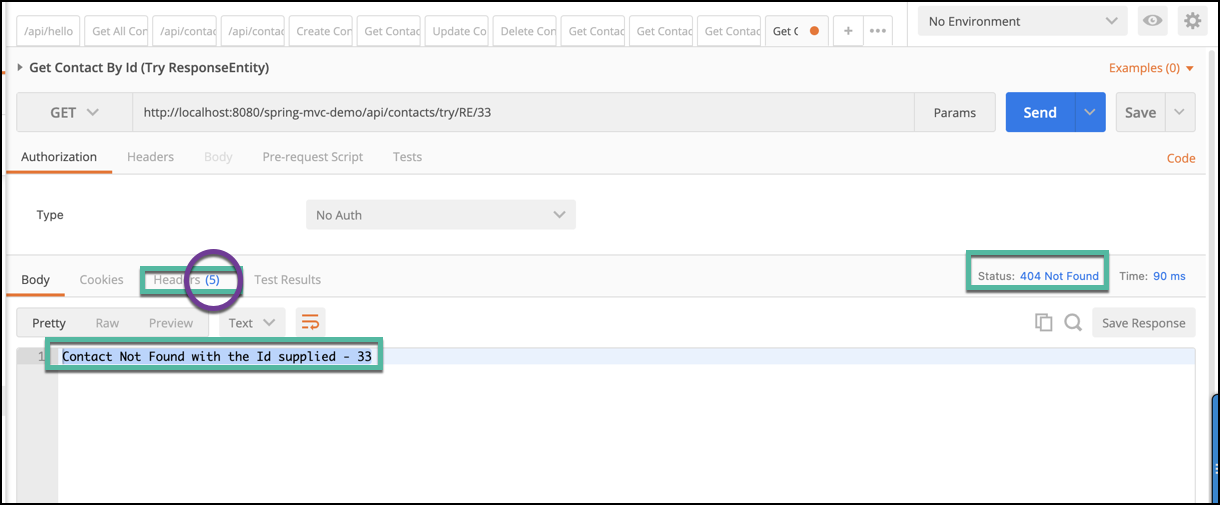 /api/hello Get All Con /api/contac /api/contac Create Con Get Contac Update Co Delete Con Get Contac Get Contac Get Contac Get C + ••• No Environment
Get Contact By Id (Try ResponseEntity) Examples (0)
GET http://localhost:8080/spring-mvc-demo/api/contacts/try/RE/33 Params Send Save
Authorization Headers Body Pre-request Script Tests Code
Type No Auth
Body Cookies Headers (5) Test Results Status: 404 Not Found Time: 90 ms
Pretty Raw Preview Text Save Response
1 Contact Not Found with the Id supplied - 33